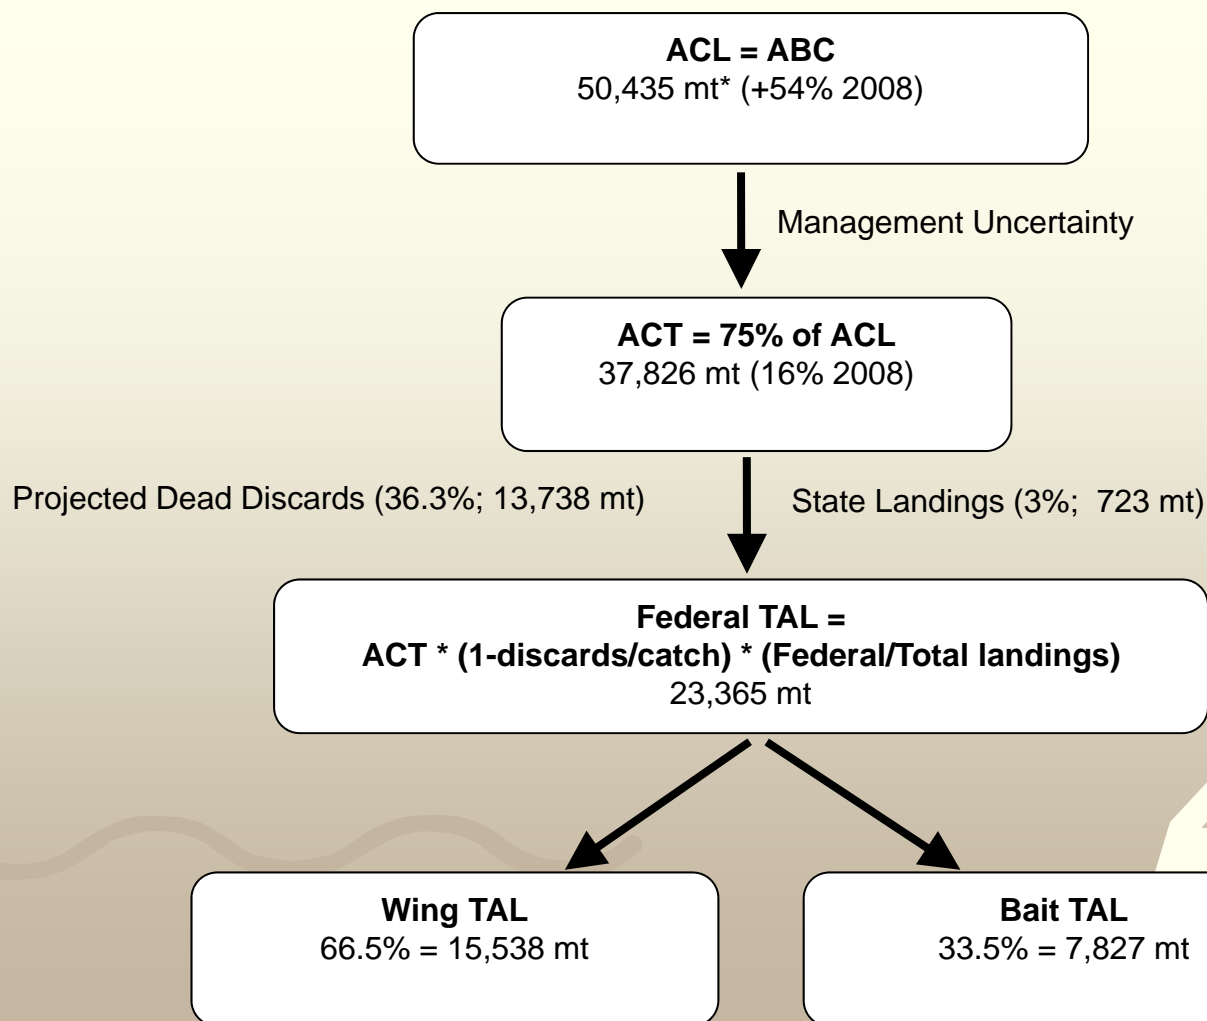 ACL = ABC
50,435 mt* (+54% 2008)
Management Uncertainty
ACT = 75% of ACL
37,826 mt (16% 2008)
Projected Dead Discards (36.3%; 13,738 mt)
State Landings (3%;  723 mt)
Federal TAL =
ACT * (1-discards/catch) * (Federal/Total landings)
23,365 mt
Wing TAL
66.5% = 15,538 mt
Bait TAL
33.5% = 7,827 mt